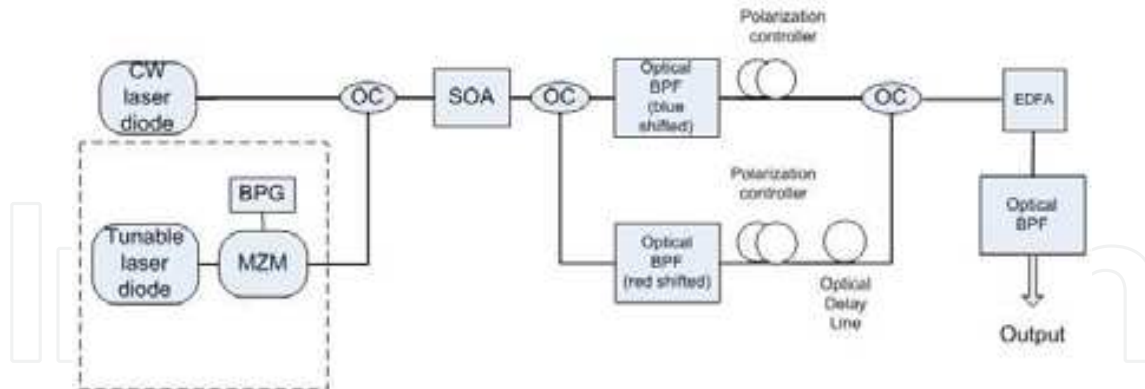 Polarization
controller
CW
laser
diode
OC
SOA
OC
Optical
BPF
(blue
shifted)
OC
EDFA
BPG
Tunable
laser
diode
MZM
Polarization
controller
Optical
BPF
(red shifted)
Optical
Delay
Line
Optical
BPF
Output